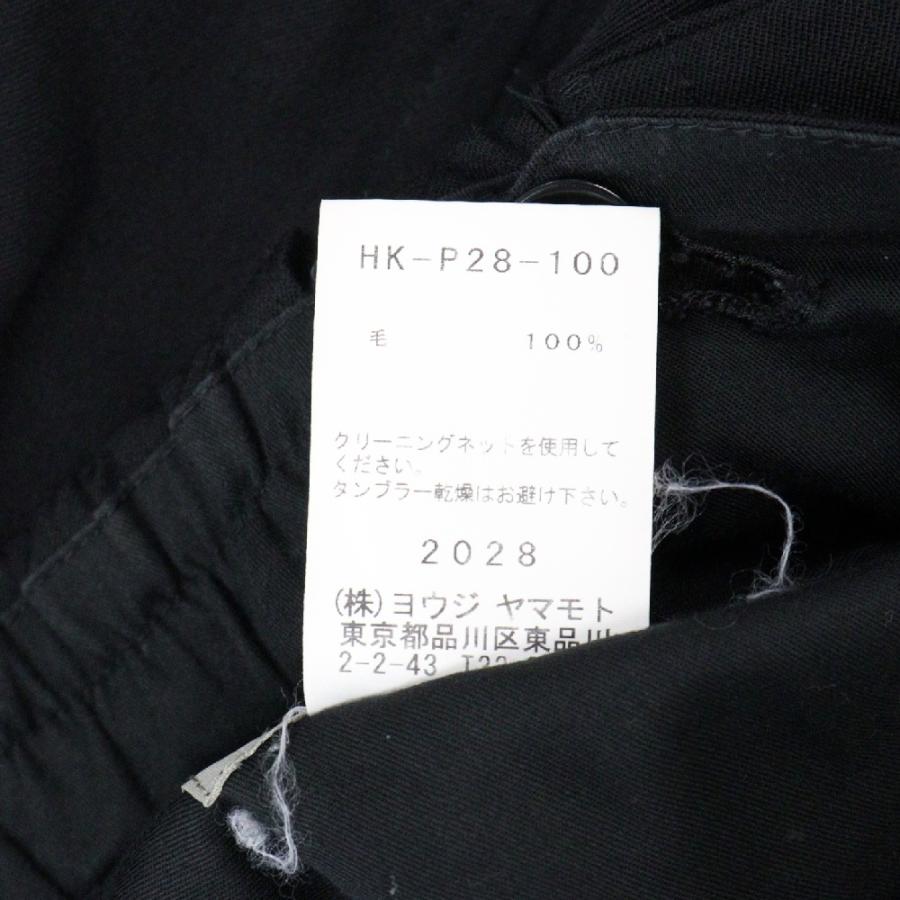 HK-P28-100
毛 100%
クリーニングネットを使用して
ください。
タンブラー乾燥はお避け下さい。
2028
(株)ヨウジ ヤマモト
東京都品川区東品川
2-2-43